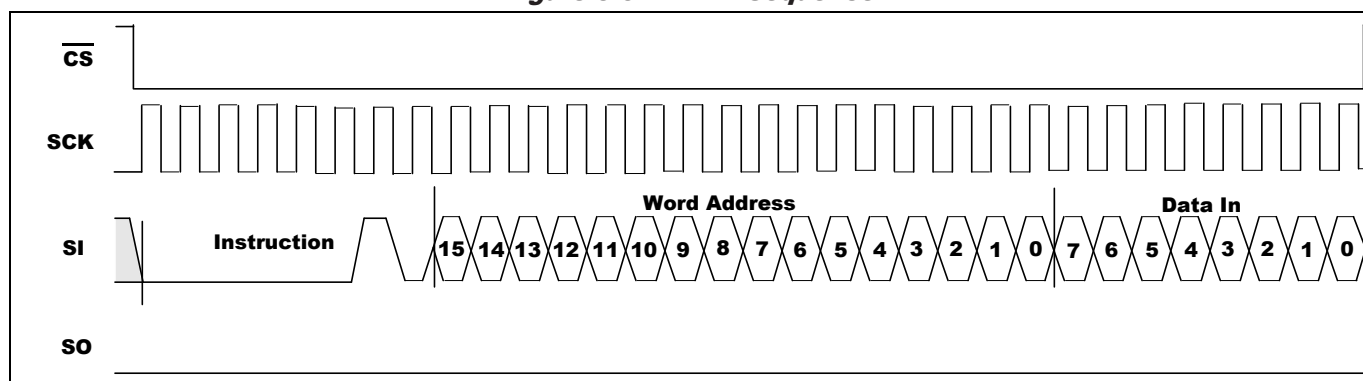 CS
SCK
Word Address
Data In
SI
Instruction
15 14 13 12 11 10 9 8 7 6 5 4 3 2 1 0 7 6 5 4 3 2 1 0
SO